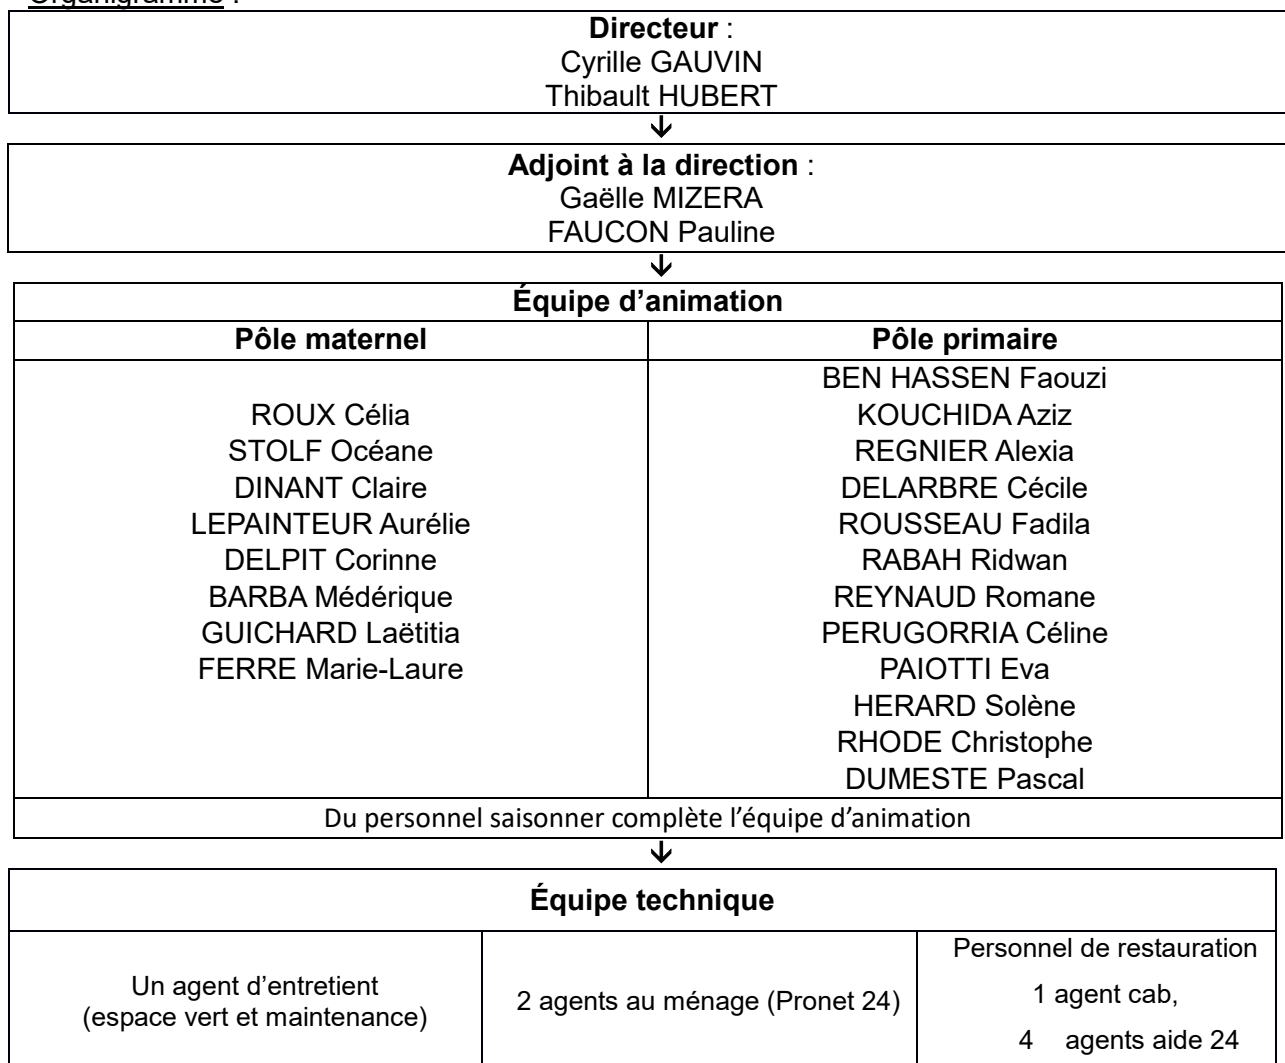 Organigramme :
Directeur :
Cyrille GAUVIN
Thibault HUBERT
🡻
Adjoint à la direction :
Gaëlle MIZERA
FAUCON Pauline
🡻
Équipe d’animation
Pôle maternel
ROUX Célia
STOLF Océane
DINANT Claire
LEPAINTEUR Aurélie
DELPIT Corinne
BARBA Médérique
GUICHARD Laëtitia
FERRE Marie-Laure
Pôle primaire
BEN HASSEN Faouzi
KOUCHIDA Aziz
REGNIER Alexia
DELARBRE Cécile
ROUSSEAU Fadila
RABAH Ridwan
REYNAUD Romane
PERUGORRIA Céline
PAIOTTI Eva
HERARD Solène
RHODE Christophe
DUMESTE Pascal
Du personnel saisonner complète l’équipe d’animation
🡻
Équipe technique
Un agent d’entretient
(espace vert et maintenance)
2 agents au ménage (Pronet 24)
Personnel de restauration
1 agent cab,
4 agents aide 24